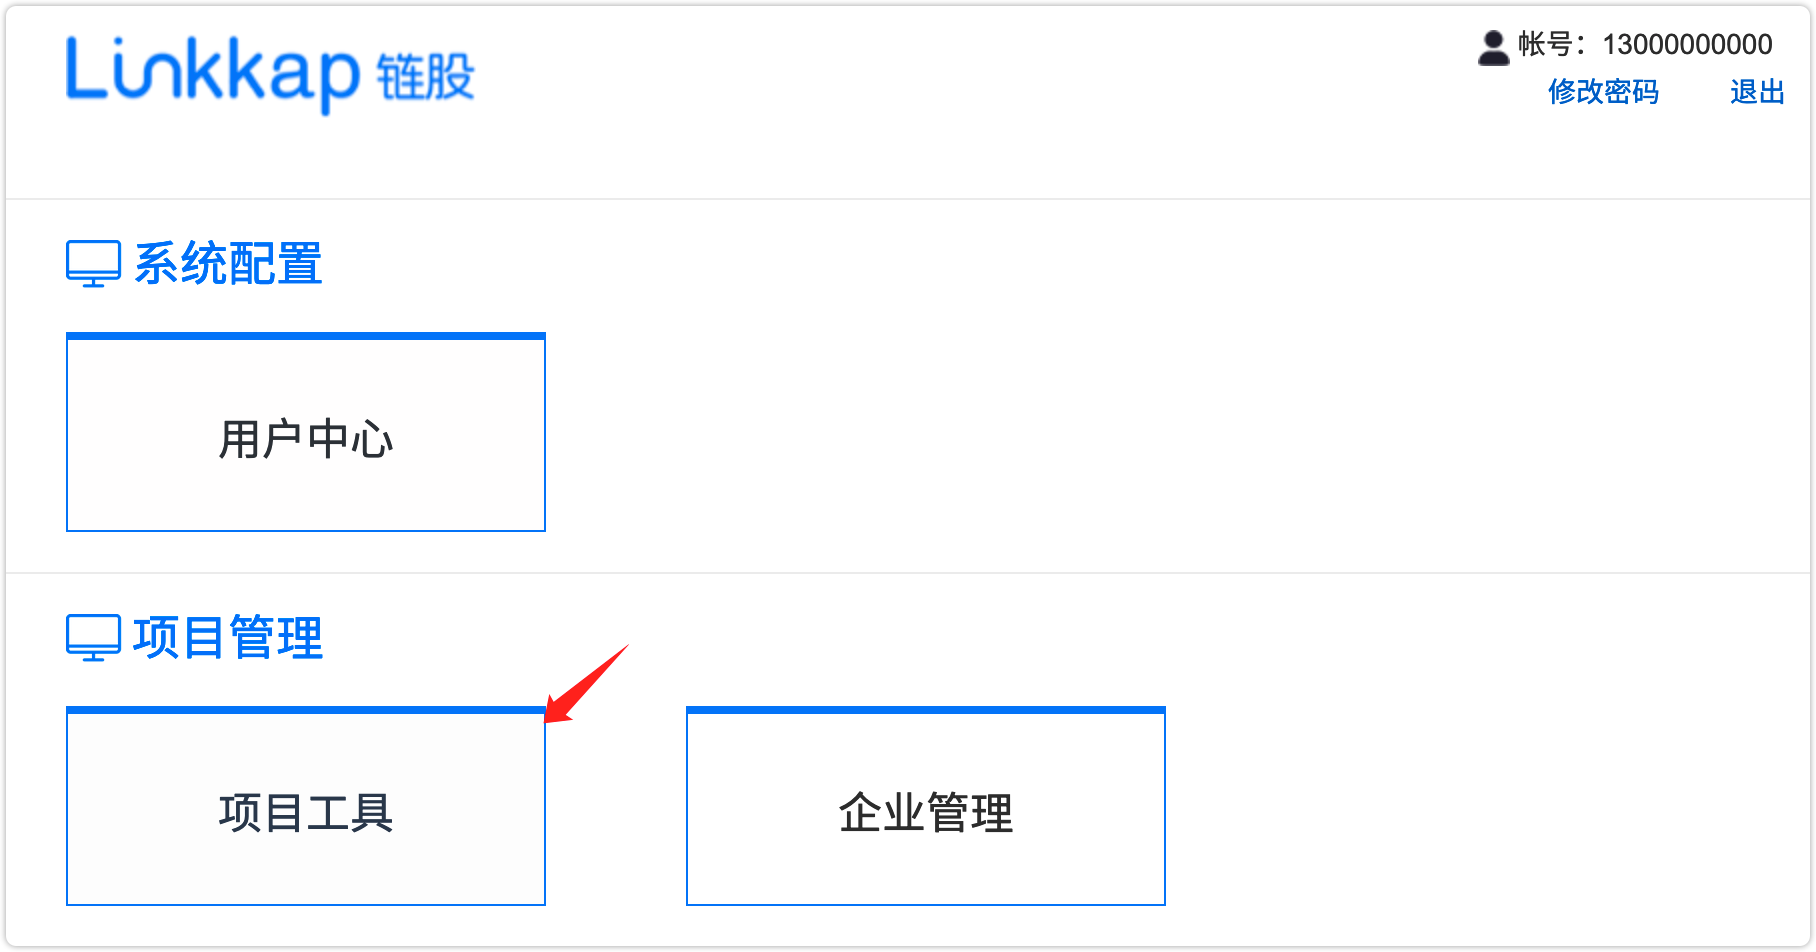 Linkkap 链股
帐号：13000000000
修改密码 退出
系统配置
用户中心
项目管理
项目工具 企业管理